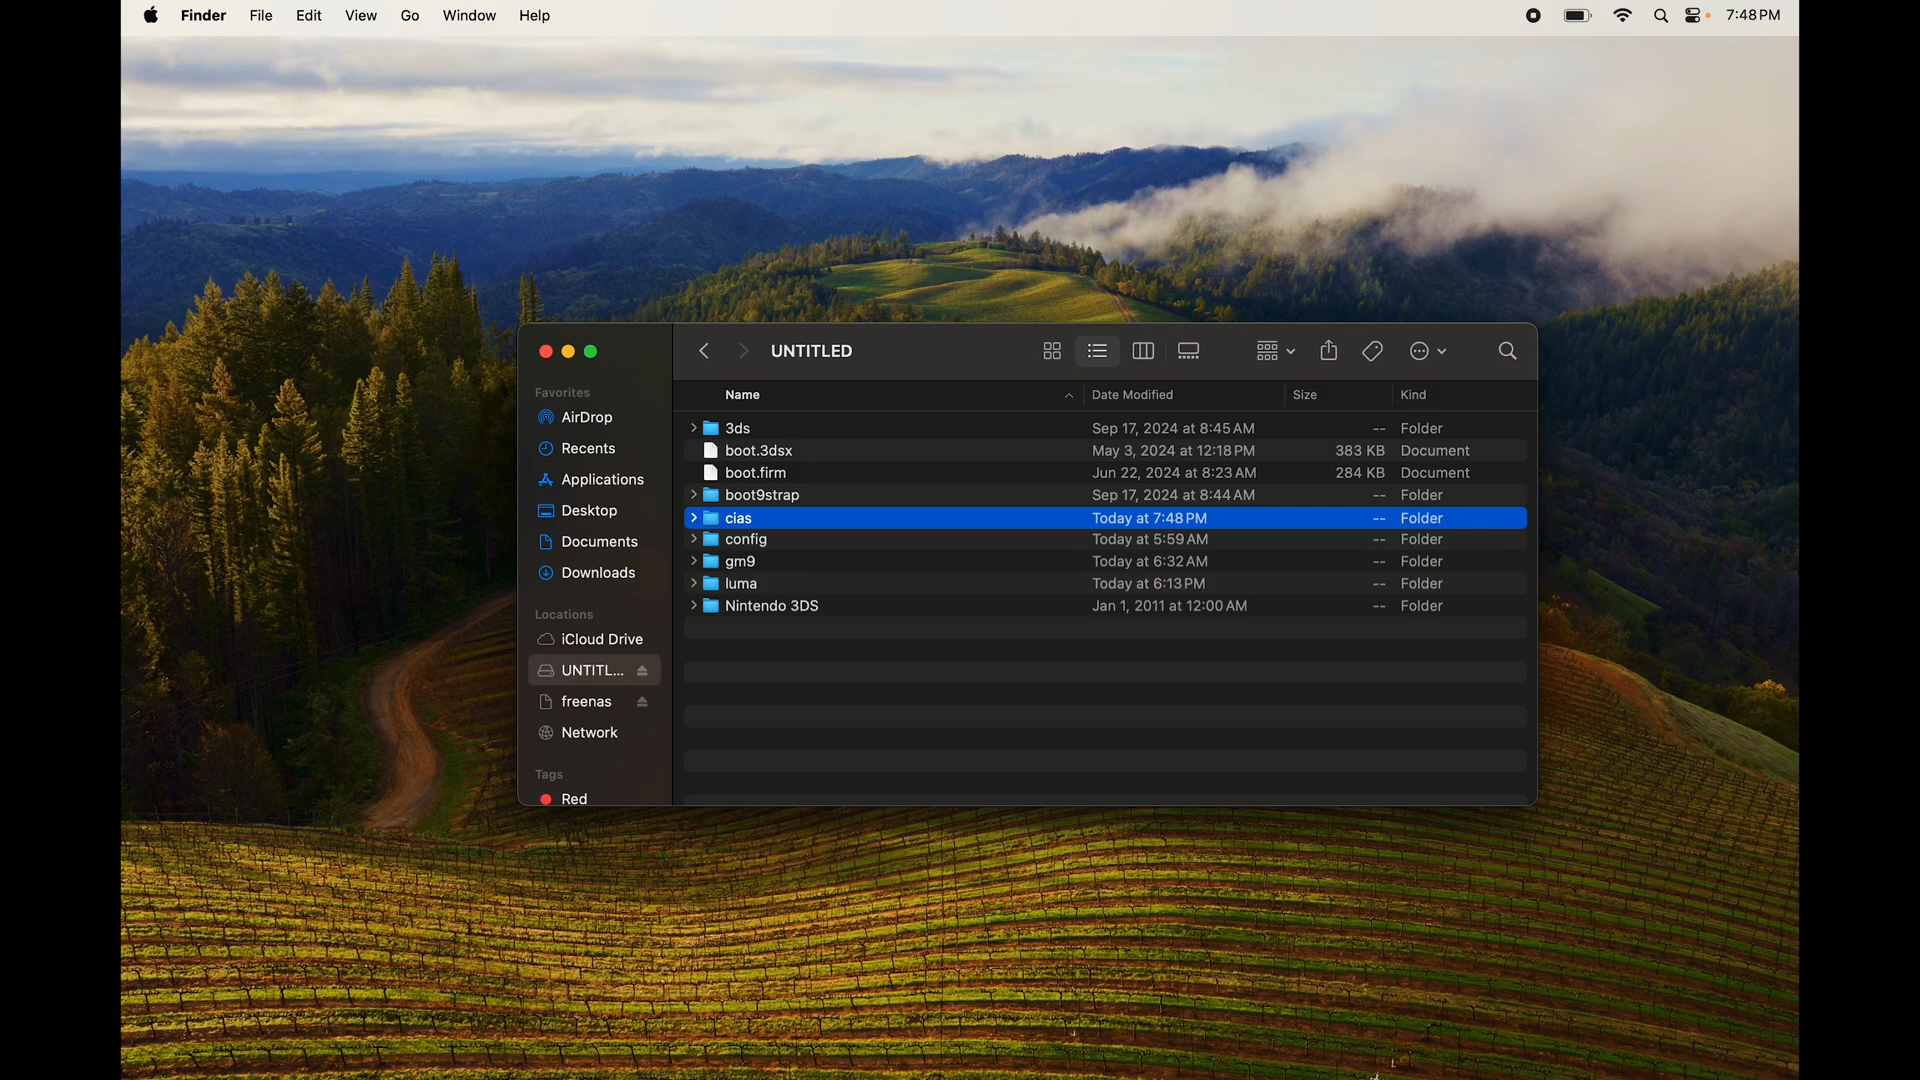 Finder File Edit View Go Window Help 7:48 PM
UNTITLED
Favorites
AirDrop
Recents
Applications
Desktop
Documents
Downloads
Locations
iCloud Drive
UNTITL...
freenas
Network
Tags
Red
Name Date Modified Size Kind
3ds Sep 17, 2024 at 8:45 AM -- Folder
boot.3dsx May 3, 2024 at 12:18 PM 383 KB Document
boot.firm Jun 22, 2024 at 8:23 AM 284 KB Document
boot9strap Sep 17, 2024 at 8:44 AM -- Folder
cias Today at 7:48 PM -- Folder
config Today at 5:59 AM -- Folder
gm9 Today at 6:32 AM -- Folder
luma Today at 6:13 PM -- Folder
Nintendo 3DS Jan 1, 2011 at 12:00 AM -- Folder